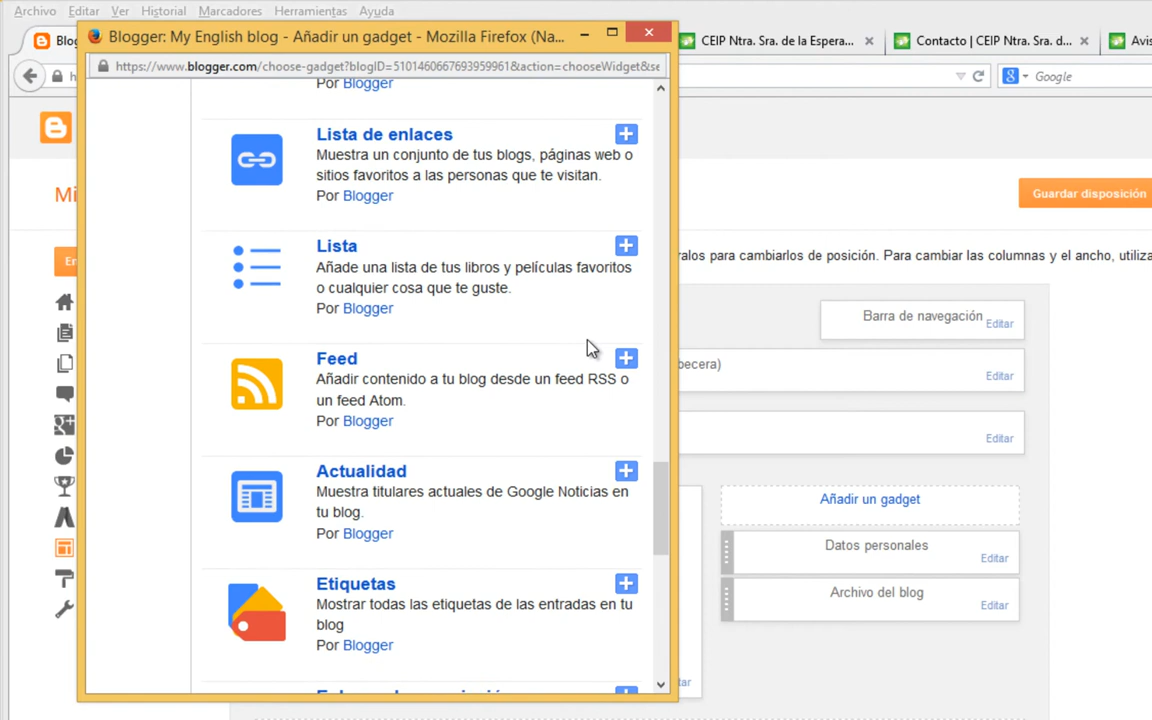 Archivo Editar Ver Historial Marcadores Herramientas Ayuda
Blogger: My English blog - Añadir un gadget - Mozilla Firefox (Na...
Blog
CEIP Ntra. Sra. de la Espera...
Contacto | CEIP Ntra. Sra. d...
Avis
https://www.blogger.com/choose-gadget?blogID=5101460667693959961&action=chooseWidget&se
Google
Por Blogger
Lista de enlaces
Muestra un conjunto de tus blogs, páginas web o
sitios favoritos a las personas que te visitan.
Por Blogger
Lista
Añade una lista de tus libros y películas favoritos
o cualquier cosa que te guste.
Por Blogger
Feed
Añadir contenido a tu blog desde un feed RSS o
un feed Atom.
Por Blogger
Actualidad
Muestra titulares actuales de Google Noticias en
tu blog.
Por Blogger
Etiquetas
Mostrar todas las etiquetas de las entradas en tu
blog
Por Blogger
Mi
Guardar disposición
ralos para cambiarlos de posición. Para cambiar las columnas y el ancho, utiliza
Barra de navegación
Editar
becera)
Editar
Editar
Añadir un gadget
Datos personales
Editar
Archivo del blog
Editar
itar